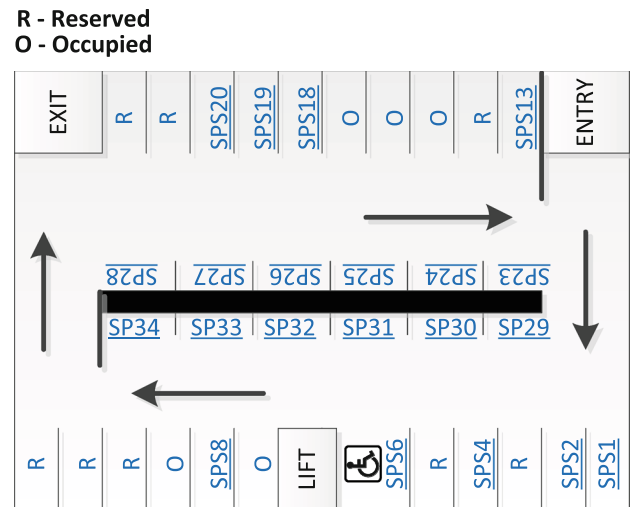 R - Reserved
O - Occupied
EXIT
R
R
SPS20
SPS19
SPS18
O
O
O
R
SPS13
ENTRY
SP28
SP27
SP26
SP25
SP24
SP23
SP34
SP33
SP32
SP31
SP30
SP29
R
R
R
O
SPS8
O
LIFT
SPS6
R
SPS4
R
SPS2
SPS1